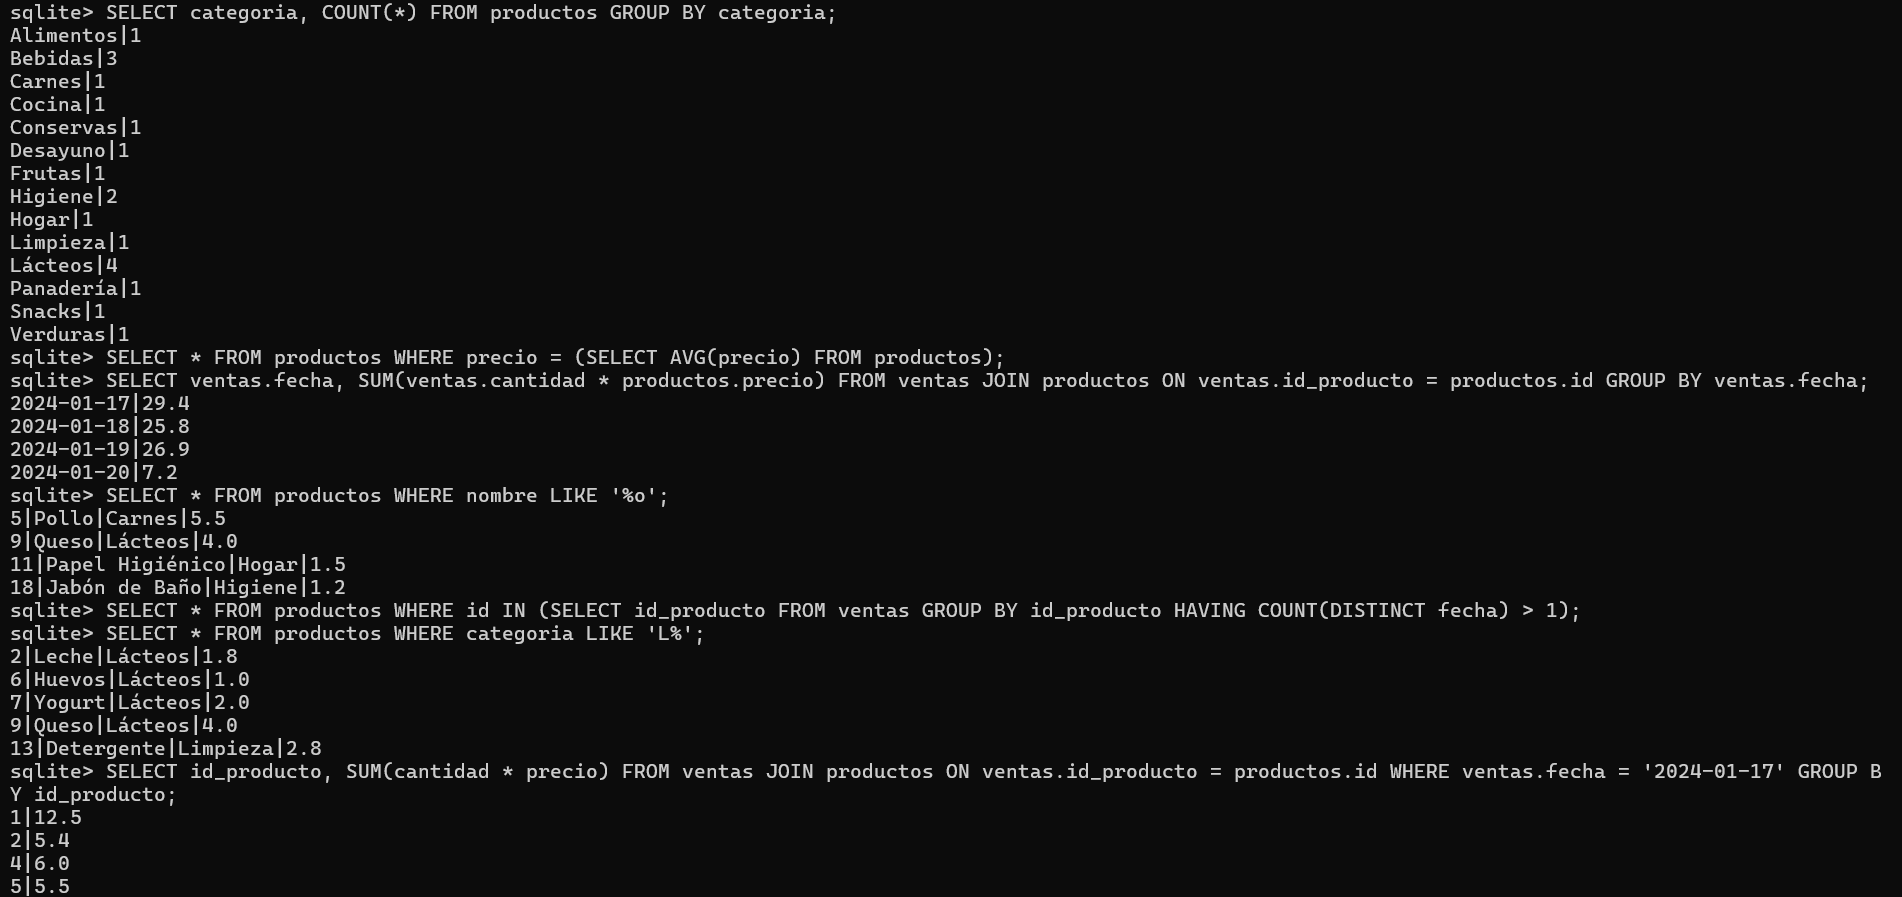 sqlite> SELECT categoria, COUNT(*) FROM productos GROUP BY categoria;
Alimentos|1
Bebidas|3
Carnes|1
Cocina|1
Conservas|1
Desayuno|1
Frutas|1
Higiene|2
Hogar|1
Limpieza|1
Lácteos|4
Panadería|1
Snacks|1
Verduras|1
sqlite> SELECT * FROM productos WHERE precio = (SELECT AVG(precio) FROM productos);
sqlite> SELECT ventas.fecha, SUM(ventas.cantidad * productos.precio) FROM ventas JOIN productos ON ventas.id_producto = productos.id GROUP BY ventas.fecha;
2024-01-17|29.4
2024-01-18|25.8
2024-01-19|26.9
2024-01-20|7.2
sqlite> SELECT * FROM productos WHERE nombre LIKE '%o';
5|Pollo|Carnes|5.5
9|Queso|Lácteos|4.0
11|Papel Higiénico|Hogar|1.5
18|Jabón de Baño|Higiene|1.2
sqlite> SELECT * FROM productos WHERE id IN (SELECT id_producto FROM ventas GROUP BY id_producto HAVING COUNT(DISTINCT fecha) > 1);
sqlite> SELECT * FROM productos WHERE categoria LIKE 'L%';
2|Leche|Lácteos|1.8
6|Huevos|Lácteos|1.0
7|Yogurt|Lácteos|2.0
9|Queso|Lácteos|4.0
13|Detergente|Limpieza|2.8
sqlite> SELECT id_producto, SUM(cantidad * precio) FROM ventas JOIN productos ON ventas.id_producto = productos.id WHERE ventas.fecha = '2024-01-17' GROUP B
Y id_producto;
1|12.5
2|5.4
4|6.0
5|5.5